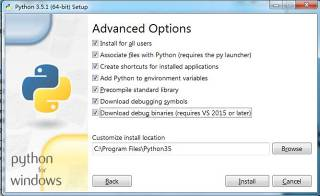 Python 3.5.1 (64-bit) Setup
Advanced Options
Install for all users
Associate files with Python (requires the py launcher)
Create shortcuts for installed applications
Add Python to environment variables
Precompile standard library
Download debugging symbols
Download debug binaries (requires VS 2015 or later)
Customize install location
C:\Program Files\Python35
Browse
python
for
windows
Back
Install
Cancel